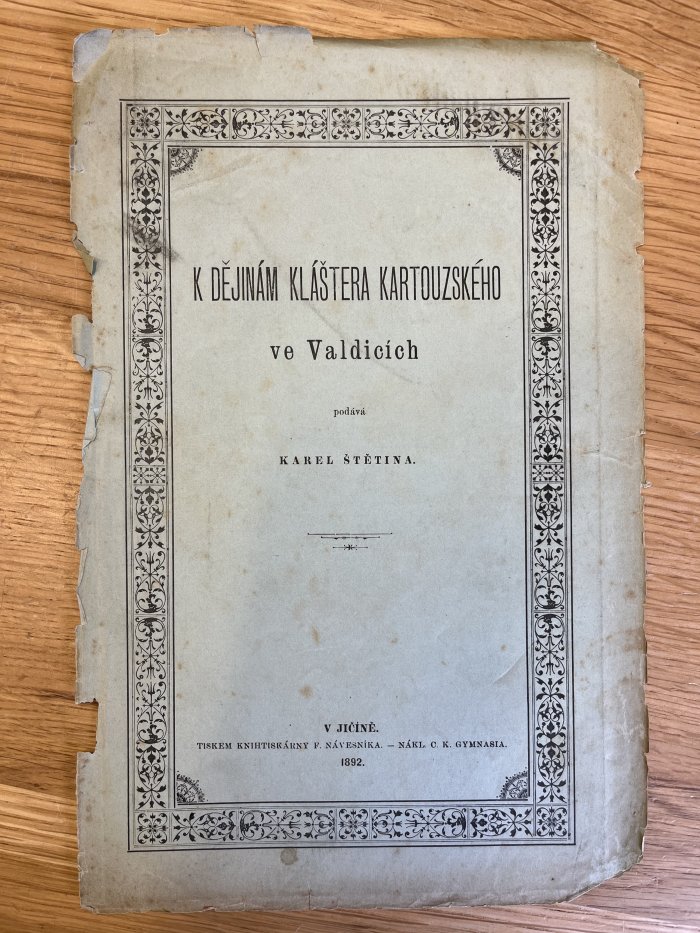 K DĚJINÁM KLÁŠTERA KARTOUZSKÉHO
ve Valdicích
podává
KAREL ŠTĚTINA.
V JIČÍNĚ.
TISKEM KNIHTISKÁRNY F. NÁVESNÍKA. — NÁKL. C. K. GYMNASIA.
1892.